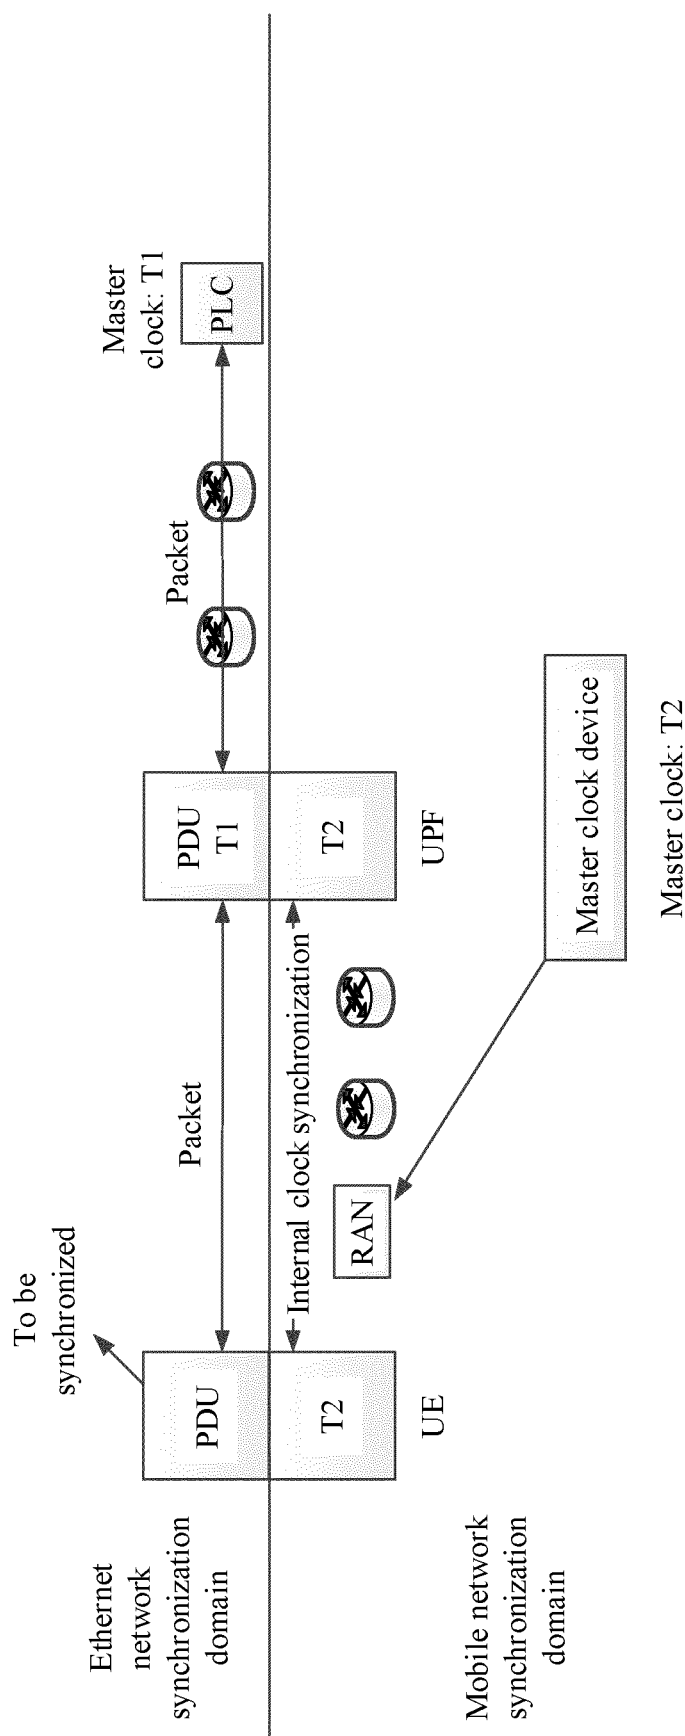 Ethernet
network
synchronization
domain
To be
synchronized
PDU
Packet
PDU
T1
Packet
Master
clock: T1
PLC
T2
UE
Internal clock synchronization
RAN
T2
UPF
Mobile network
synchronization
domain
Master clock device
Master clock: T2